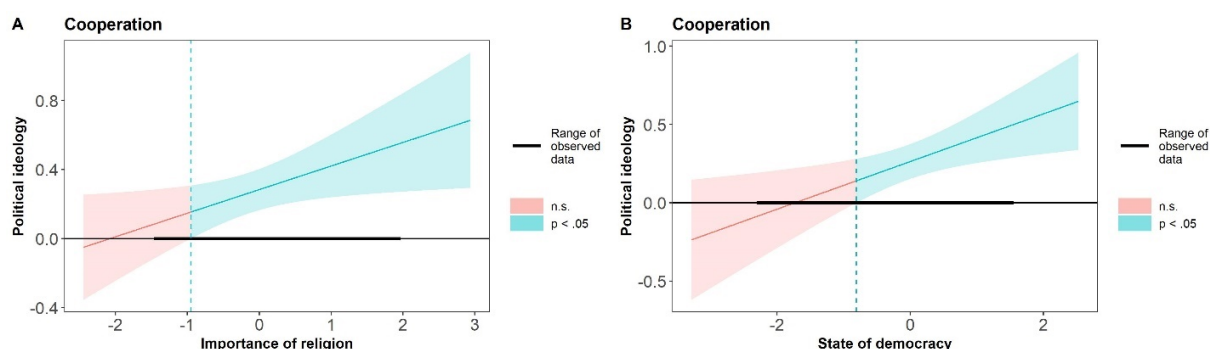 A
Cooperation
Political ideology
0.8
0.4
0.0
-0.4
-2
-1
0
1
2
3
Importance of religion
Range of
observed
data
n.s.
p < .05
B
Cooperation
Political ideology
1.0
0.5
0.0
-0.5
-2
0
2
State of democracy
Range of
observed
data
n.s.
p < .05